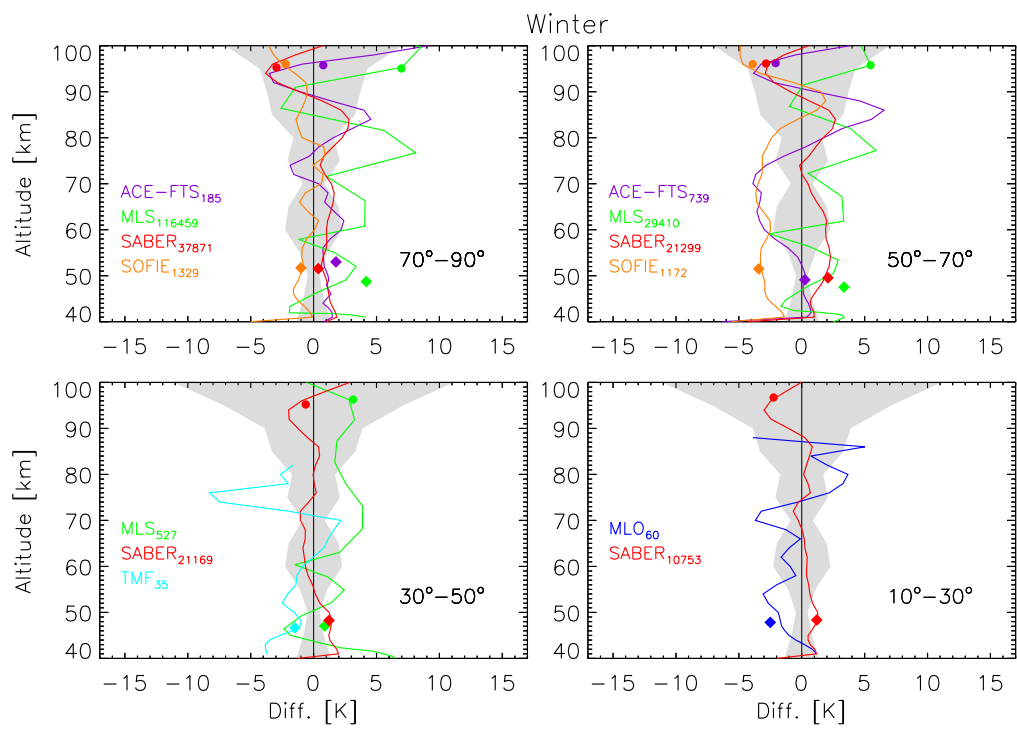 Winter
Altitude [km]
100
90
80
70
60
50
40
ACE−FTS185
MLS116459
SABER37871
SOFIE1329
70°−90°
−15 −10 −5 0 5 10 15
100
90
80
70
60
50
40
ACE−FTS739
MLS29410
SABER21299
SOFIE1172
50°−70°
−15 −10 −5 0 5 10 15
Altitude [km]
100
90
80
70
60
50
40
MLS527
SABER21169
TMF35
30°−50°
−15 −10 −5 0 5 10 15
Diff. [K]
100
90
80
70
60
50
40
MLO60
SABER10753
10°−30°
−15 −10 −5 0 5 10 15
Diff. [K]